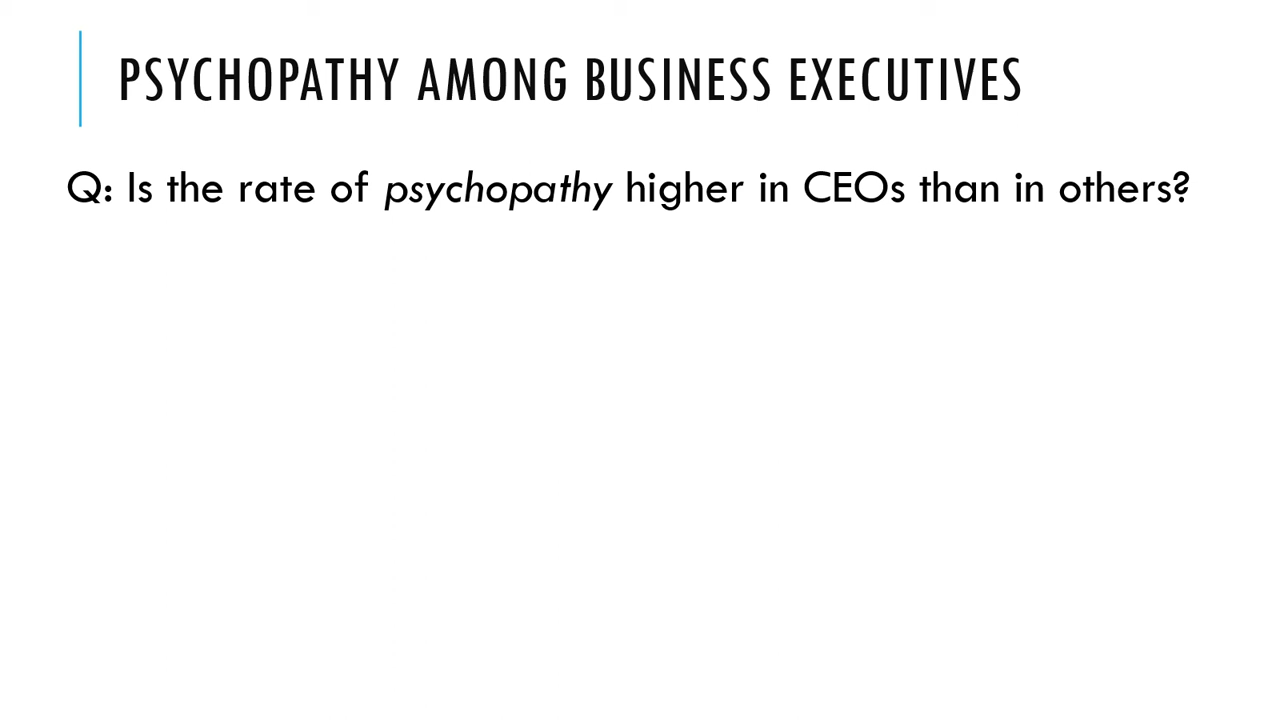 PSYCHOPATHY AMONG BUSINESS EXECUTIVES
Q: Is the rate of psychopathy higher in CEOs than in others?